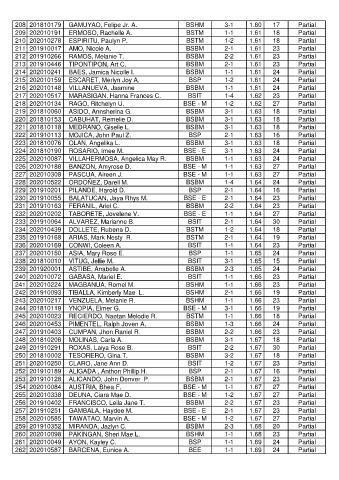 208 201810179 GAMUYAO, Felipe Jr. A. BSHM 3-1 1.60 17 Partial
209 202010191 ERMOSO, Rachelle A. BSTM 1-1 1.61 18 Partial
210 202010278 ESPIRITU, Paulyn P. BSTM 1-2 1.61 18 Partial
211 201910017 AMO, Nicole A. BSBM 2-1 1.61 23 Partial
212 201910266 RAMOS, Melanie T. BSBM 2-2 1.61 23 Partial
213 201910446 TIPONTIPON, Art C. BSBM 2-1 1.61 23 Partial
214 202010241 BAES, Jamica Nicolle I. BSBM 1-1 1.61 24 Partial
215 202010159 ESCARET, Merlyn Joy A. BSP 1-2 1.61 24 Partial
216 202010148 VILLANUEVA, Jasmine BSBM 1-1 1.61 24 Partial
217 202010517 MARASIGAN, Hanna Frances C. BSIT 1-4 1.62 23 Partial
218 202010134 RAGO, Ritchelyn U. BSE - M 1-2 1.62 27 Partial
219 201810060 ASIDO, Annsherina G. BSBM 3-1 1.63 18 Partial
220 201810153 CABUHAT, Remelie D. BSBM 3-1 1.63 18 Partial
221 201810118 MEDRANO, Giselle L. BSBM 3-1 1.63 18 Partial
222 201910113 MOJICA, John Paul Z. BSP 2-1 1.63 16 Partial
223 201810076 OLAN, Angelika L. BSBM 3-1 1.63 18 Partial
224 201810190 ROSARIO, Irnee M. BSE - E 3-1 1.63 24 Partial
225 202010087 VILLAHERMOSA, Angelica May R. BSBM 1-1 1.63 24 Partial
226 202010188 BANZON, Amyrose D. BSE - M 1-1 1.63 27 Partial
227 202010308 PASCUA, Aireen J. BSE - M 1-1 1.63 27 Partial
228 202010522 ORDOÑEZ, Darell M. BSBM 1-4 1.64 24 Partial
229 201910201 PILANDE, Harold D. BSP 2-1 1.64 16 Partial
230 201910055 BALATUCAN, Jaya Rhys M. BSE - E 2-1 1.64 23 Partial
231 201910163 FERANIL, Ariel C. BSBM 2-2 1.64 23 Partial
232 202010202 TABORETE, Jovelene V. BSE - E 1-1 1.64 27 Partial
233 201910064 ALVAREZ, Marianne B. BSIT 2-1 1.64 30 Partial
234 202010439 DOLLETE, Rubena D. BSTM 1-2 1.64 18 Partial
235 201910168 ARIAS, Mark Nosty R. BSTM 2-1 1.64 19 Partial
236 202010169 CONWI, Coleen A. BSIT 1-1 1.64 23 Partial
237 202010150 ASIA, Mary Rose E. BSP 1-1 1.65 24 Partial
238 201810010 VITUG, Jellie M. BSIT 3-1 1.65 15 Partial
239 201920001 ASTIBE, Arsobelle A. BSBM 2-3 1.65 24 Partial
240 202010072 GABASA, Mariel E. BSIT 1-1 1.66 23 Partial
241 202010224 MAGBANUA, Romel M. BSHM 1-1 1.66 23 Partial
242 201910093 TIBALLA, Kimberly Mae L. BSHM 2-1 1.66 19 Partial
243 202010217 VENZUELA, Melanie R. BSHM 1-1 1.66 23 Partial
244 201810119 YNOPIA, Elmer G. BSE - M 3-1 1.66 19 Partial
245 202010023 RECIERDO, Naetan Melodie R. BSTM 1-1 1.66 18 Partial
246 202010453 PIMENTEL, Ralph Joven A. BSBM 1-3 1.66 24 Partial
247 201910403 CUMPAN, Jhon Raniel R. BSBM 2-2 1.66 23 Partial
248 201810208 MOLINAS, Carla A. BSBM 3-1 1.67 18 Partial
249 201910291 ROXAS, Laiya Rose B. BSIT 2-2 1.67 30 Partial
250 201810002 TESORERO, Gina T. BSBM 3-2 1.67 18 Partial
251 202010250 CLARO, Jane Ann D. BSIT 1-2 1.67 23 Partial
252 201910189 ALIGADA, Anthon Phillip H. BSP 2-1 1.67 16 Partial
253 201910128 ALICANDO, John Denver P. BSBM 2-1 1.67 23 Partial
254 202010084 AUSTRIA, Bhea F. BSE - M 1-1 1.67 27 Partial
255 202010338 DEUNA, Ciara Mae D. BSE - M 1-2 1.67 27 Partial
256 201910402 FRANCISCO, Leila Jane T. BSBM 2-2 1.67 23 Partial
257 201910251 GAMBALA, Haydee M. BSE - E 2-1 1.67 23 Partial
258 202010585 TAWATAO, Marvin A. BSE - M 1-2 1.67 27 Partial
259 201910352 MIRANDA, Jazlyn C. BSBM 2-3 1.68 20 Partial
260 202010098 PAKINGAN, Sheri Mae L. BSHM 1-1 1.68 23 Partial
261 202010049 AYON, Kayley C. BSP 1-1 1.69 24 Partial
262 202010587 BARCENA, Eunice A. BEE 1-1 1.69 24 Partial